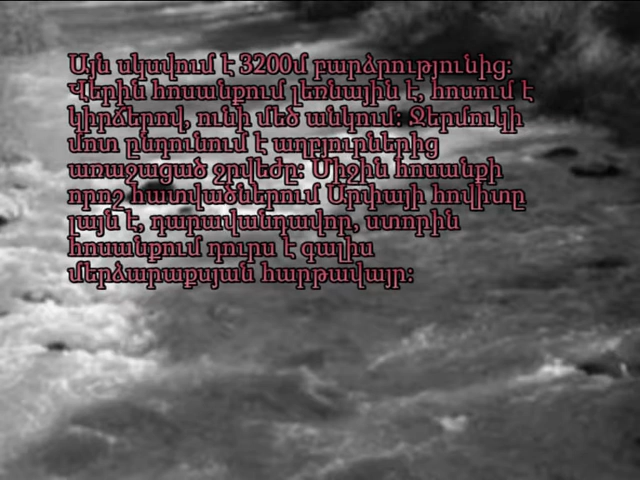 Այն սկսվում է 3200մ բարձրությունից:
Վերին հոսանքում լեռնային է, հոսում է
կիրճերով, ունի մեծ անկում: Ջերմուկի
մոտ ընդունում է աղբյուրներից
առաջացած ջրվեժը: Միջին հոսանքի
որոշ հատվածներում Արփայի հովիտը
լայն է, դարավանդավոր, ստորին
հոսանքում դուրս է գալիս
մերձարաքսյան հարթավայր: